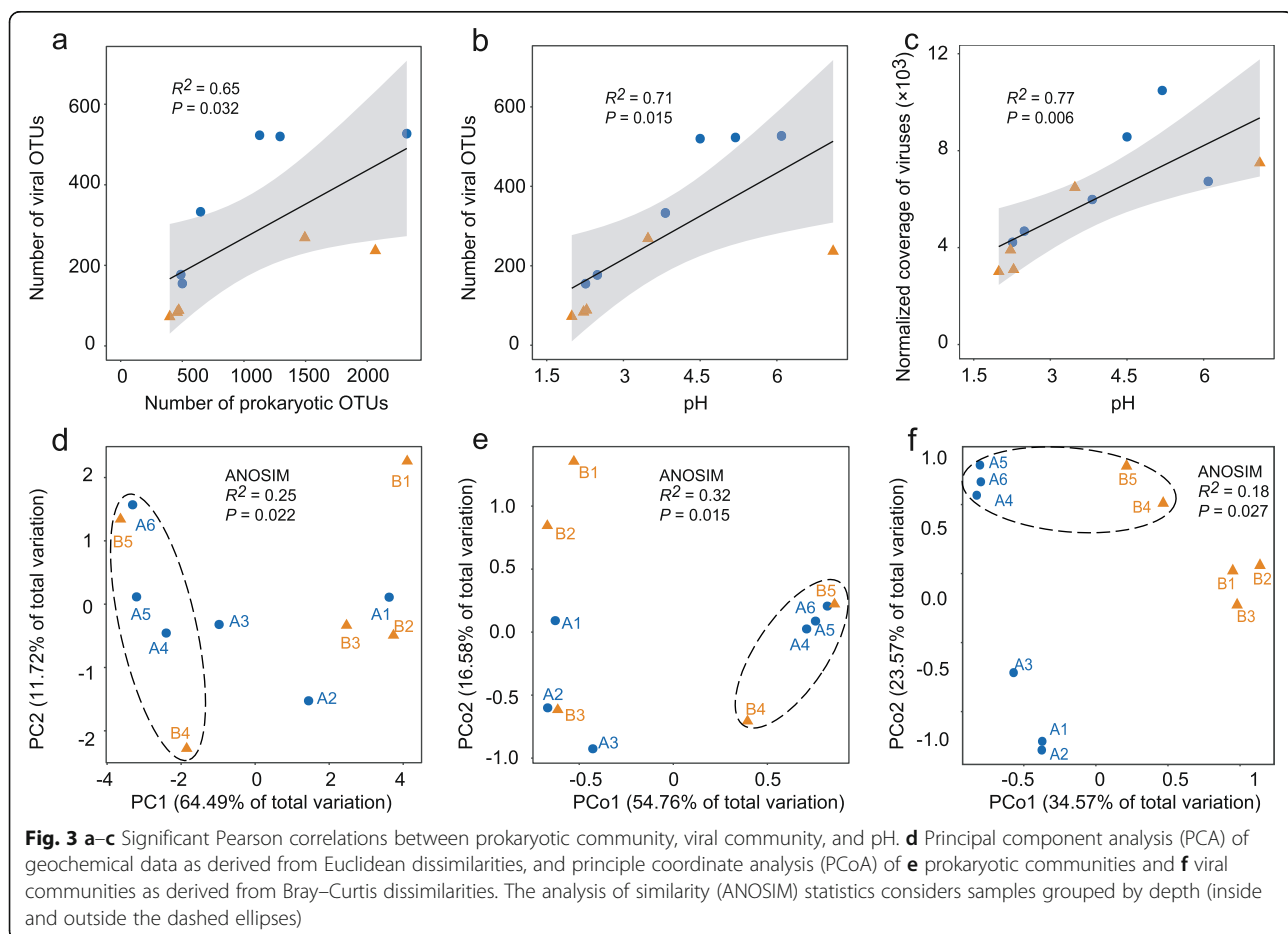 a
R² = 0.65
P = 0.032
Number of viral OTUs
600
400
200
0
0 500 1000 1500 2000
Number of prokaryotic OTUs
b
R² = 0.71
P = 0.015
Number of viral OTUs
600
400
200
0
1.5 3 4.5 6
pH
c
R² = 0.77
P = 0.006
Normalized coverage of viruses (×10³)
12
8
4
0
1.5 3 4.5 6
pH
d
ANOSIM
R² = 0.25
P = 0.022
B1
A6
B5
A5
A4
A3
A1
B3
B2
A2
B4
PC2 (11.72% of total variation)
2
1
0
-1
-2
-4 -2 0 2 4
PC1 (64.49% of total variation)
e
ANOSIM
R² = 0.32
P = 0.015
B1
B2
B5
A6
A1
A5
A4
A2
B3
B4
A3
PCo2 (16.58% of total variation)
1.0
0.5
0.0
-0.5
-1.0
-0.5 0 0.5
PCo1 (54.76% of total variation)
f
ANOSIM
R² = 0.18
P = 0.027
A5
A6
A4
B5
B4
B1
B2
B3
A3
A1
A2
PCo2 (23.57% of total variation)
1.0
0.5
0.0
-0.5
-1.0
-0.5 0 0.5 1
PCo1 (34.57% of total variation)
Fig. 3 a–c Significant Pearson correlations between prokaryotic community, viral community, and pH. d Principal component analysis (PCA) of
geochemical data as derived from Euclidean dissimilarities, and principle coordinate analysis (PCoA) of e prokaryotic communities and f viral
communities as derived from Bray–Curtis dissimilarities. The analysis of similarity (ANOSIM) statistics considers samples grouped by depth (inside
and outside the dashed ellipses)